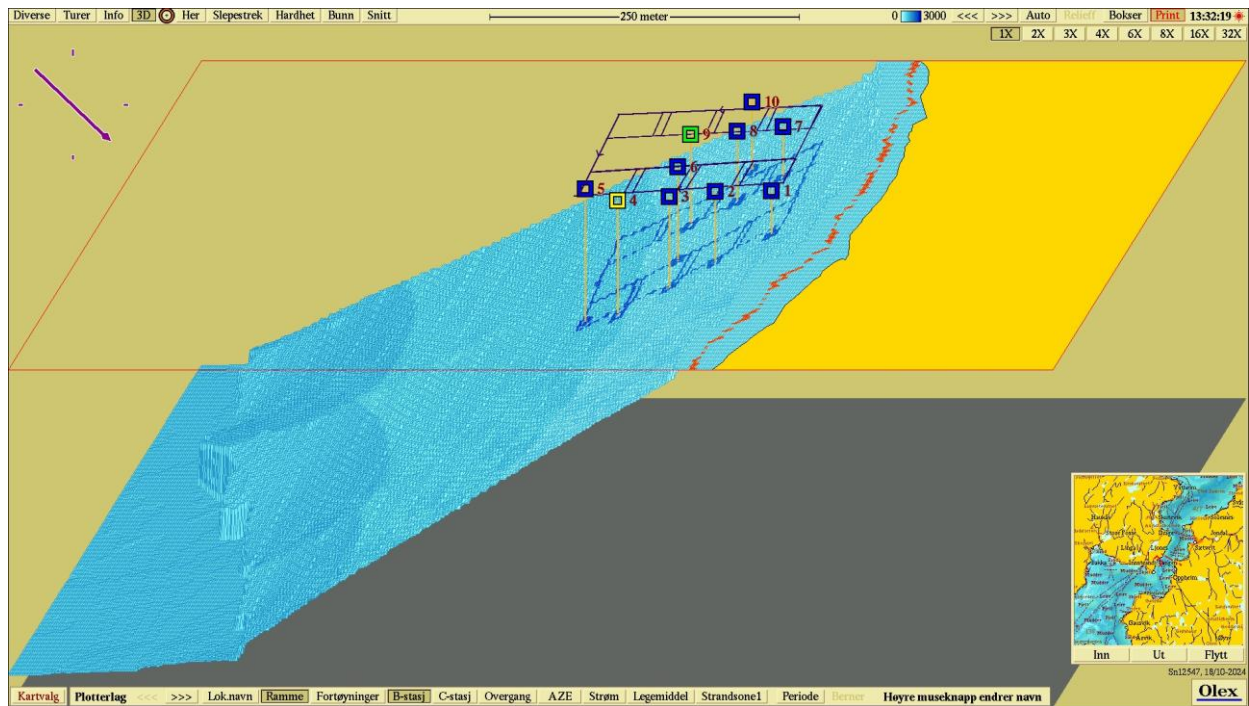 Diverse Turer Info 3D Her Slepestrek Hardhet Bunn Snitt 250 meter 0 3000 <<< >>> Auto Relieff Bokser Print 13:32:19
1X 2X 3X 4X 6X 8X 16X 32X
10
9 8 7
6
5 4 3 2 1
Inn Ut Flytt
Sn12547, 18/10-2024
Kartvalg Plotterlag <<< >>> Lok.navn Ramme Fortøyninger B-stasj C-stasj Overgang AZE Strøm Legemiddel Strandsone1 Periode Berner Høyre museknapp endrer navn
Olex